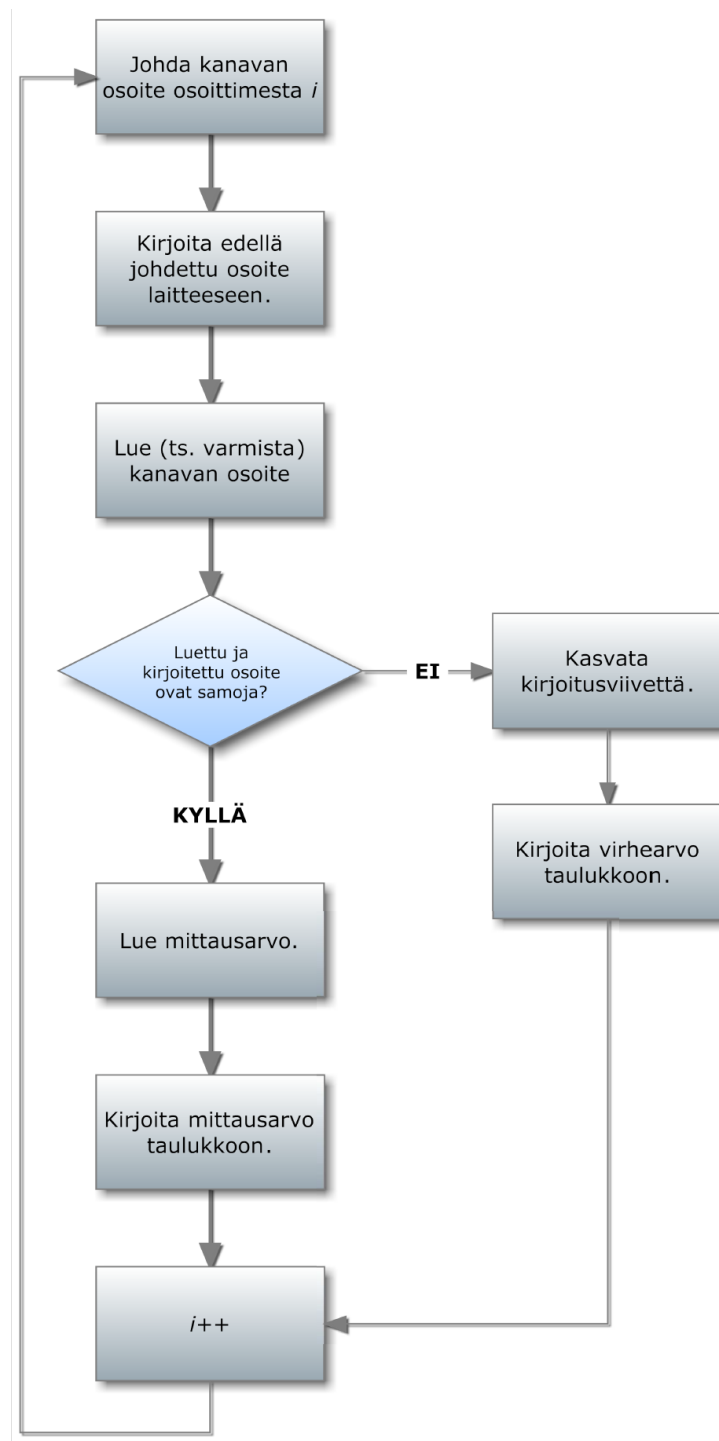 Johda kanavan
osoite osoittimesta i
Kirjoita edellä
johdettu osoite
laitteeseen.
Lue (ts. varmista)
kanavan osoite
Luettu ja
kirjoitettu osoite
ovat samoja?
EI
Kasvata
kirjoitusviivettä.
KYLLÄ
Kirjoita virhearvo
taulukkoon.
Lue mittausarvo.
Kirjoita mittausarvo
taulukkoon.
i++